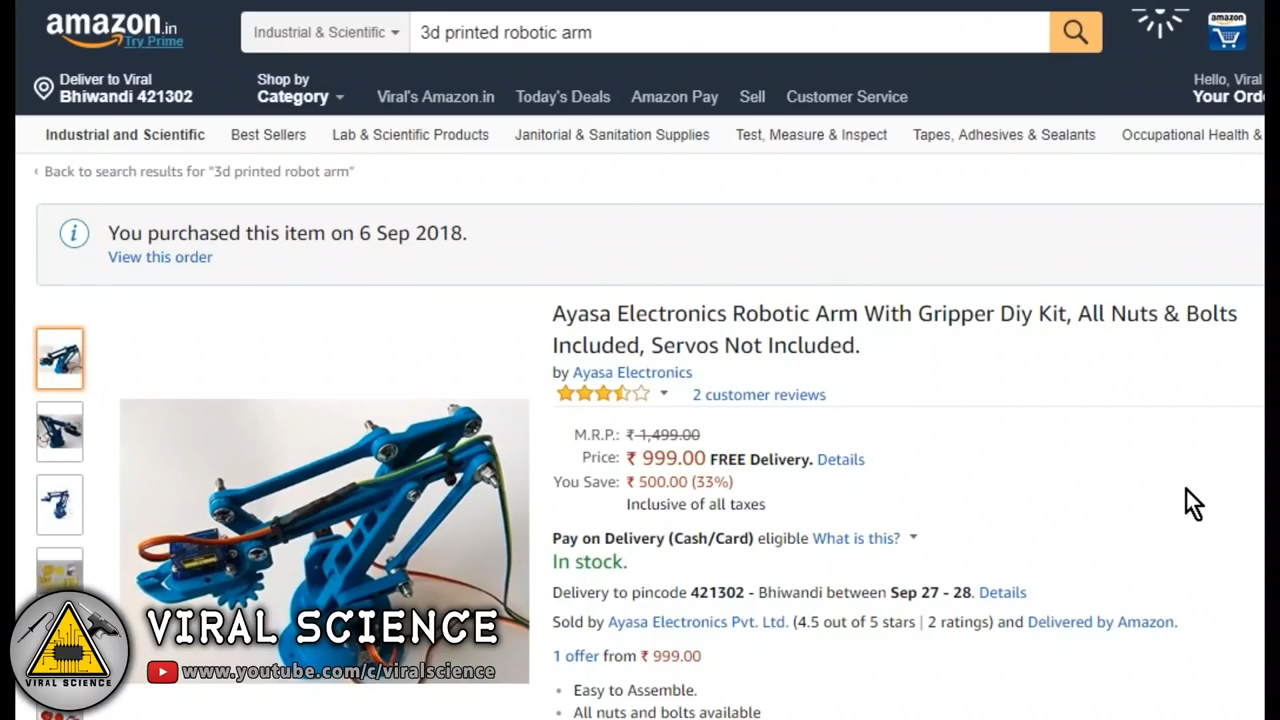 amazon.in
Try Prime
Industrial & Scientific
3d printed robotic arm
amazon
Deliver to Viral
Bhiwandi 421302
Shop by
Category
Viral's Amazon.in
Today's Deals
Amazon Pay
Sell
Customer Service
Hello, Viral
Your Ord
Industrial and Scientific
Best Sellers
Lab & Scientific Products
Janitorial & Sanitation Supplies
Test, Measure & Inspect
Tapes, Adhesives & Sealants
Occupational Health &
‹ Back to search results for "3d printed robot arm"
i
You purchased this item on 6 Sep 2018.
View this order
Ayasa Electronics Robotic Arm With Gripper Diy Kit, All Nuts & Bolts
Included, Servos Not Included.
by Ayasa Electronics
2 customer reviews
M.R.P.: ₹ 1,499.00
Price: ₹ 999.00 FREE Delivery. Details
You Save: ₹ 500.00 (33%)
Inclusive of all taxes
Pay on Delivery (Cash/Card) eligible What is this?
In stock.
Delivery to pincode 421302 - Bhiwandi between Sep 27 - 28. Details
Sold by Ayasa Electronics Pvt. Ltd. (4.5 out of 5 stars | 2 ratings) and Delivered by Amazon.
1 offer from ₹ 999.00
• Easy to Assemble.
• All nuts and bolts available
VIRAL SCIENCE
www.youtube.com/c/viralscience
VIRAL SCIENCE